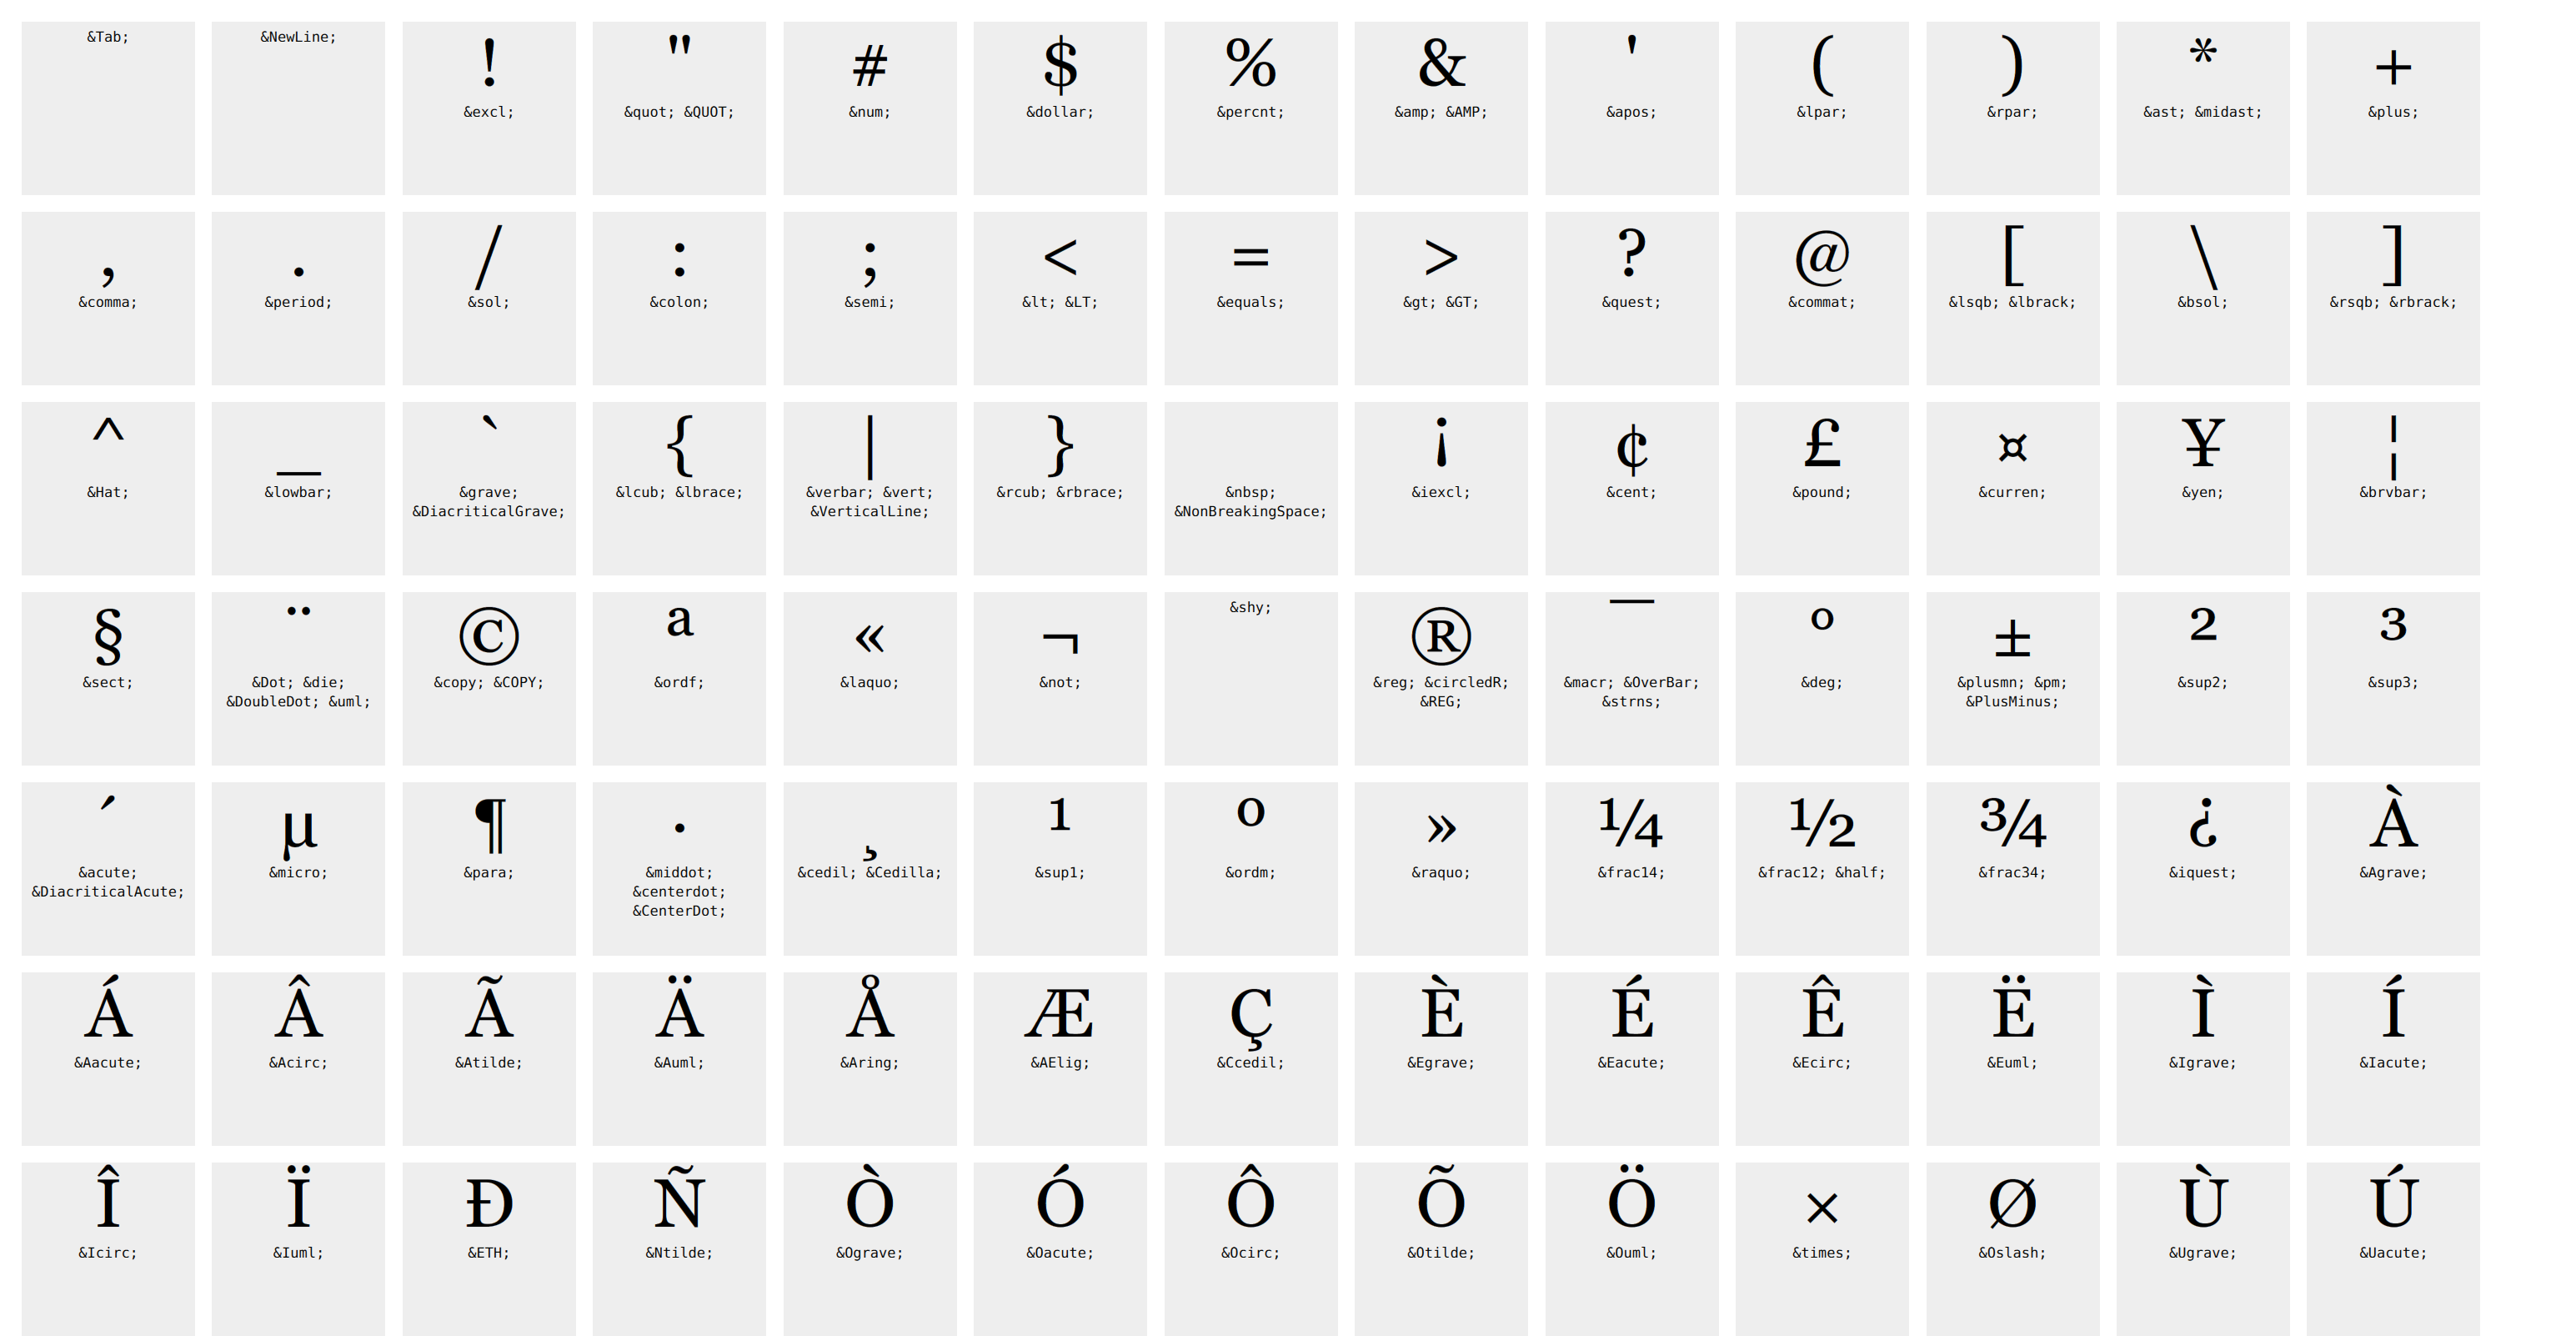 &Tab; &NewLine; ! " # $ % & ' ( ) * +
&excl; &quot; &QUOT; &num; &dollar; &percnt; &amp; &AMP; &apos; &lpar; &rpar; &ast; &midast; &plus;
, . / : ; < = > ? @ [ \ ]
&comma; &period; &sol; &colon; &semi; &lt; &LT; &equals; &gt; &GT; &quest; &commat; &lsqb; &lbrack; &bsol; &rsqb; &rbrack;
^ _ ` { | } ¡ ¢ £ ¤ ¥ ¦
&Hat; &lowbar; &grave; &lcub; &lbrace; &verbar; &vert; &rcub; &rbrace; &nbsp; &iexcl; &cent; &pound; &curren; &yen; &brvbar;
&DiacriticalGrave; &VerticalLine; &NonBreakingSpace;
§ ¨ © ª « ¬ &shy; ® ¯ ° ± ² ³
&sect; &Dot; &die; &copy; &COPY; &ordf; &laquo; &not; &reg; &circledR; &macr; &OverBar; &deg; &plusmn; &pm; &sup2; &sup3;
&DoubleDot; &uml; &REG; &strns; &PlusMinus;
´ µ ¶ · ¸ ¹ º » ¼ ½ ¾ ¿ À
&acute; &micro; &para; &middot; &cedil; &Cedilla; &sup1; &ordm; &raquo; &frac14; &frac12; &half; &frac34; &iquest; &Agrave;
&DiacriticalAcute; &centerdot;
&CenterDot;
Á Â Ã Ä Å Æ Ç È É Ê Ë Ì Í
&Aacute; &Acirc; &Atilde; &Auml; &Aring; &AElig; &Ccedil; &Egrave; &Eacute; &Ecirc; &Euml; &Igrave; &Iacute;
Î Ï Ð Ñ Ò Ó Ô Õ Ö × Ø Ù Ú
&Icirc; &Iuml; &ETH; &Ntilde; &Ograve; &Oacute; &Ocirc; &Otilde; &Ouml; &times; &Oslash; &Ugrave; &Uacute;